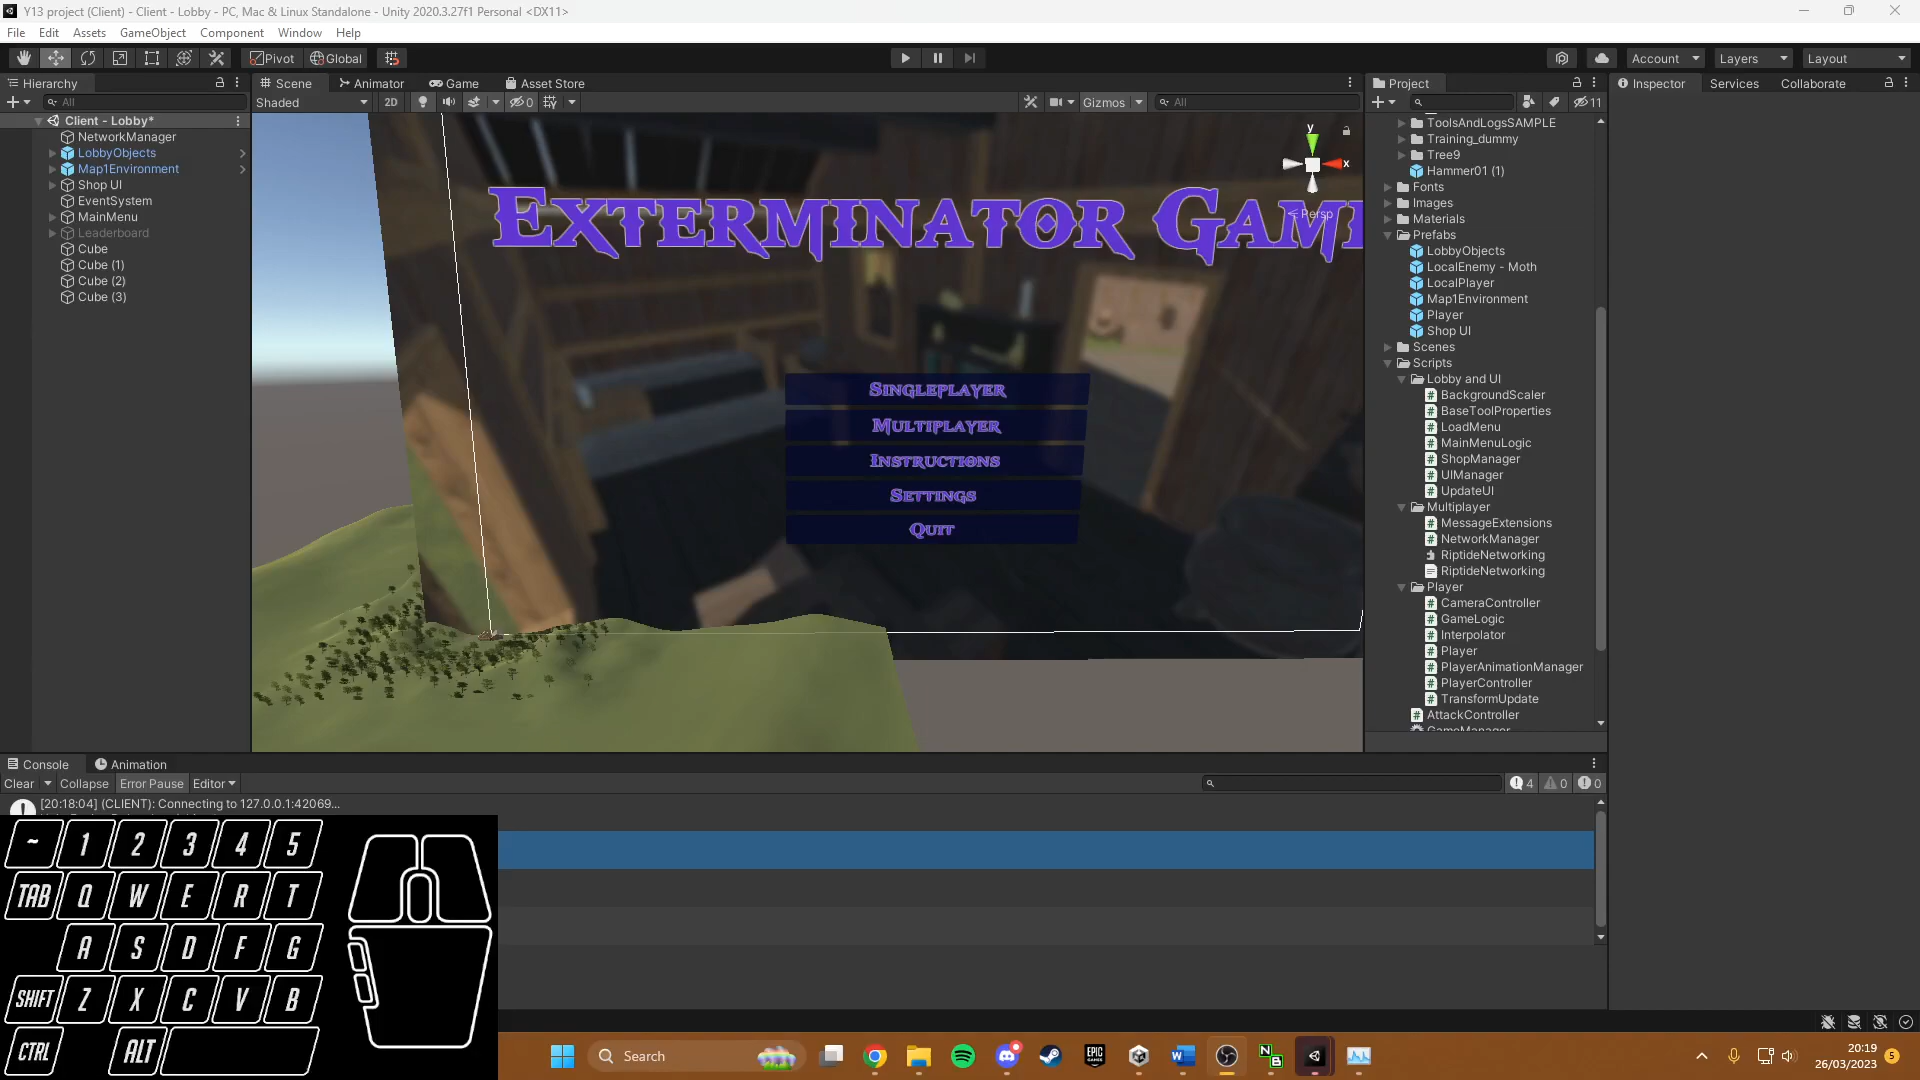 Y13 project (Client) - Client - Lobby - PC, Mac & Linux Standalone - Unity 2020.3.27f1 Personal <DX11>
File Edit Assets GameObject Component Window Help
Pivot Global Account Layers Layout
Hierarchy Scene Animator Game Asset Store Project Inspector Services Collaborate
All Shaded 2D 0 Gizmos All 11
Client - Lobby*
NetworkManager
LobbyObjects
Map1Environment
Shop UI
EventSystem
MainMenu
Leaderboard
Cube
Cube (1)
Cube (2)
Cube (3)
y
x
Persp
Exterminator Gam
Singleplayer
Multiplayer
Instructions
Settings
Quit
ToolsAndLogsSAMPLE
Training_dummy
Tree9
Hammer01 (1)
Fonts
Images
Materials
Prefabs
LobbyObjects
LocalEnemy - Moth
LocalPlayer
Map1Environment
Player
Shop UI
Scenes
Scripts
Lobby and UI
BackgroundScaler
BaseToolProperties
LoadMenu
MainMenuLogic
ShopManager
UIManager
UpdateUI
Multiplayer
MessageExtensions
NetworkManager
RiptideNetworking
RiptideNetworking
Player
CameraController
GameLogic
Interpolator
Player
PlayerAnimationManager
PlayerController
TransformUpdate
AttackController
GameManager
Console Animation
Clear Collapse Error Pause Editor 4 0 0
[20:18:04] (CLIENT): Connecting to 127.0.0.1:42069...
~ 1 2 3 4 5
TAB Q W E R T
A S D F G
SHIFT Z X C V B
CTRL ALT
Search
EPIC GAMES
20:19
26/03/2023
5